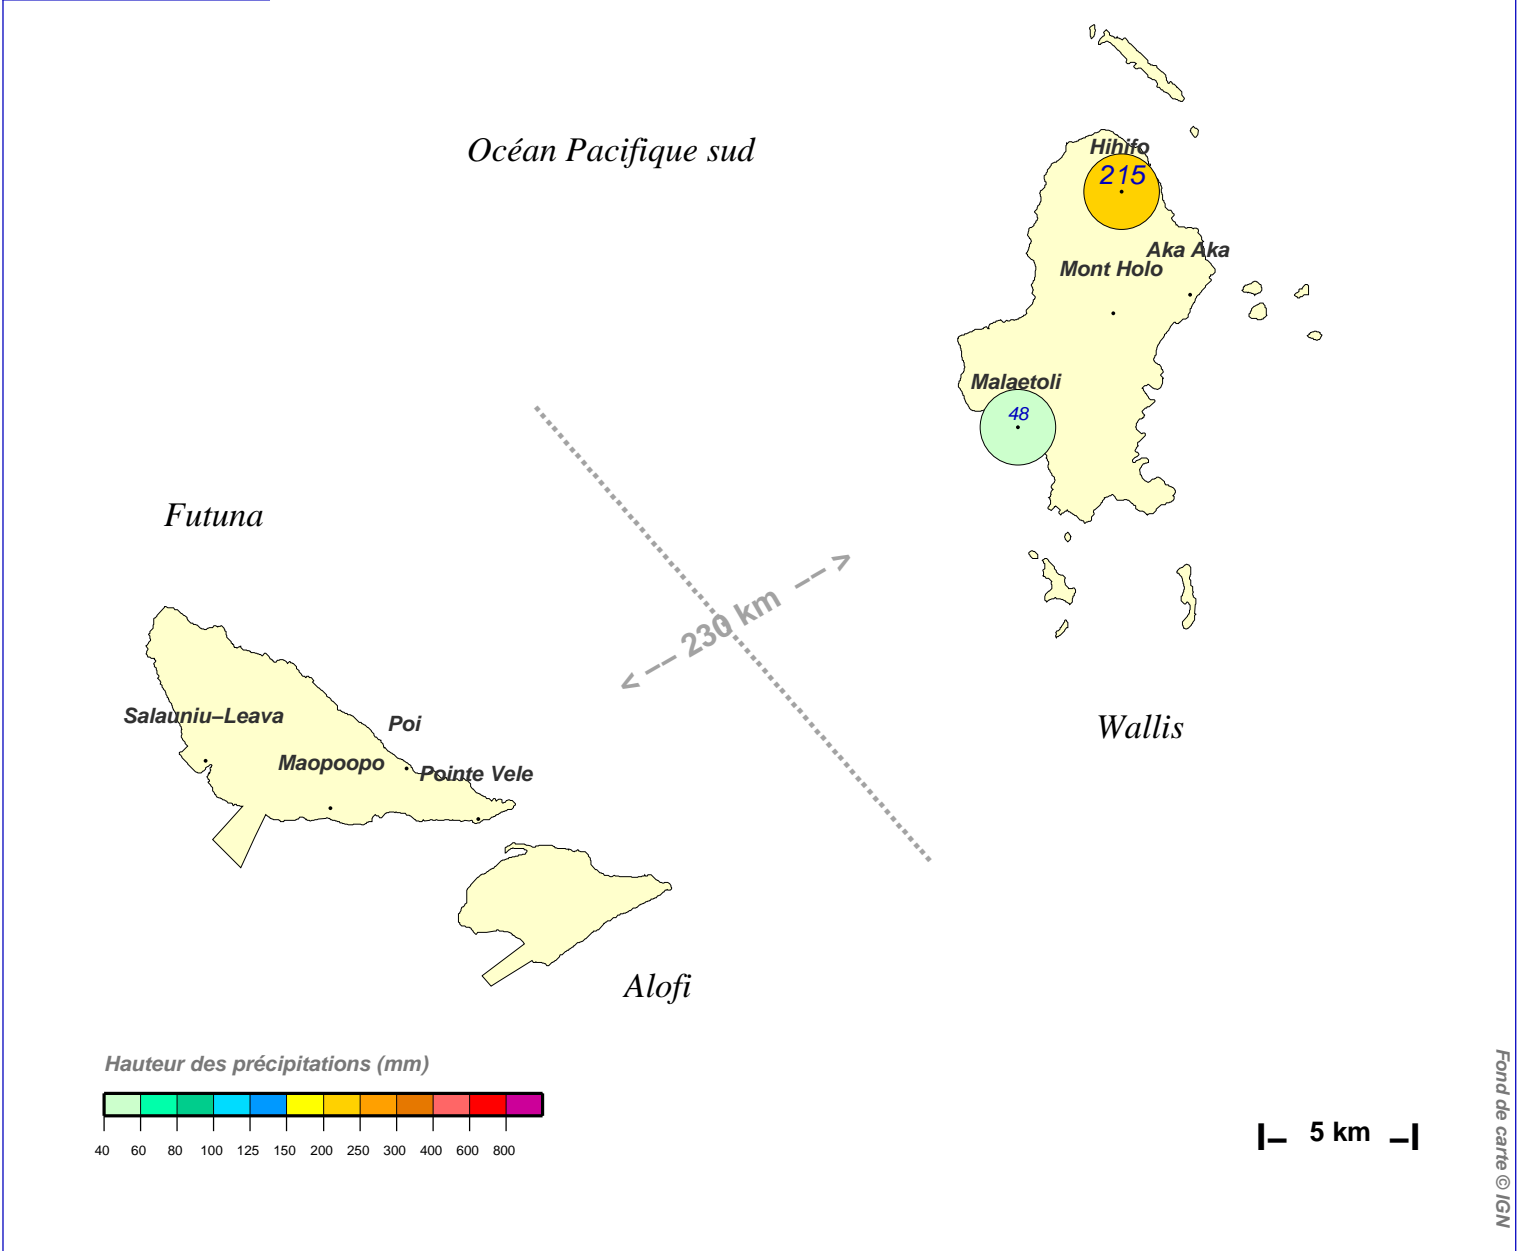 Océan Pacifique sud
Hihifo
215
Aka Aka
Mont Holo
Malaetoli
48
Futuna
230 km
Wallis
Salauniu–Leava
Poi
Maopoopo
Pointe Vele
Alofi
Hauteur des précipitations (mm)
40 60 80 100 125 150 200 250 300 400 600 800
5 km
Fond de carte © IGN